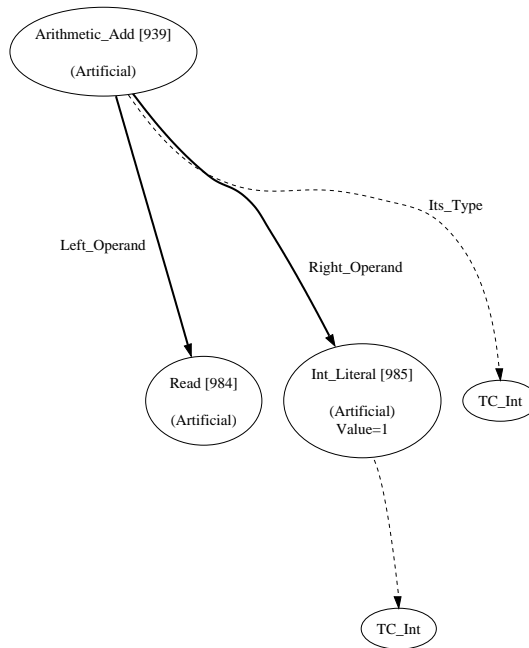 Arithmetic_Add [939]
(Artificial)
Its_Type
Left_Operand
Right_Operand
Read [984]
(Artificial)
Int_Literal [985]
(Artificial)
Value=1
TC_Int
TC_Int